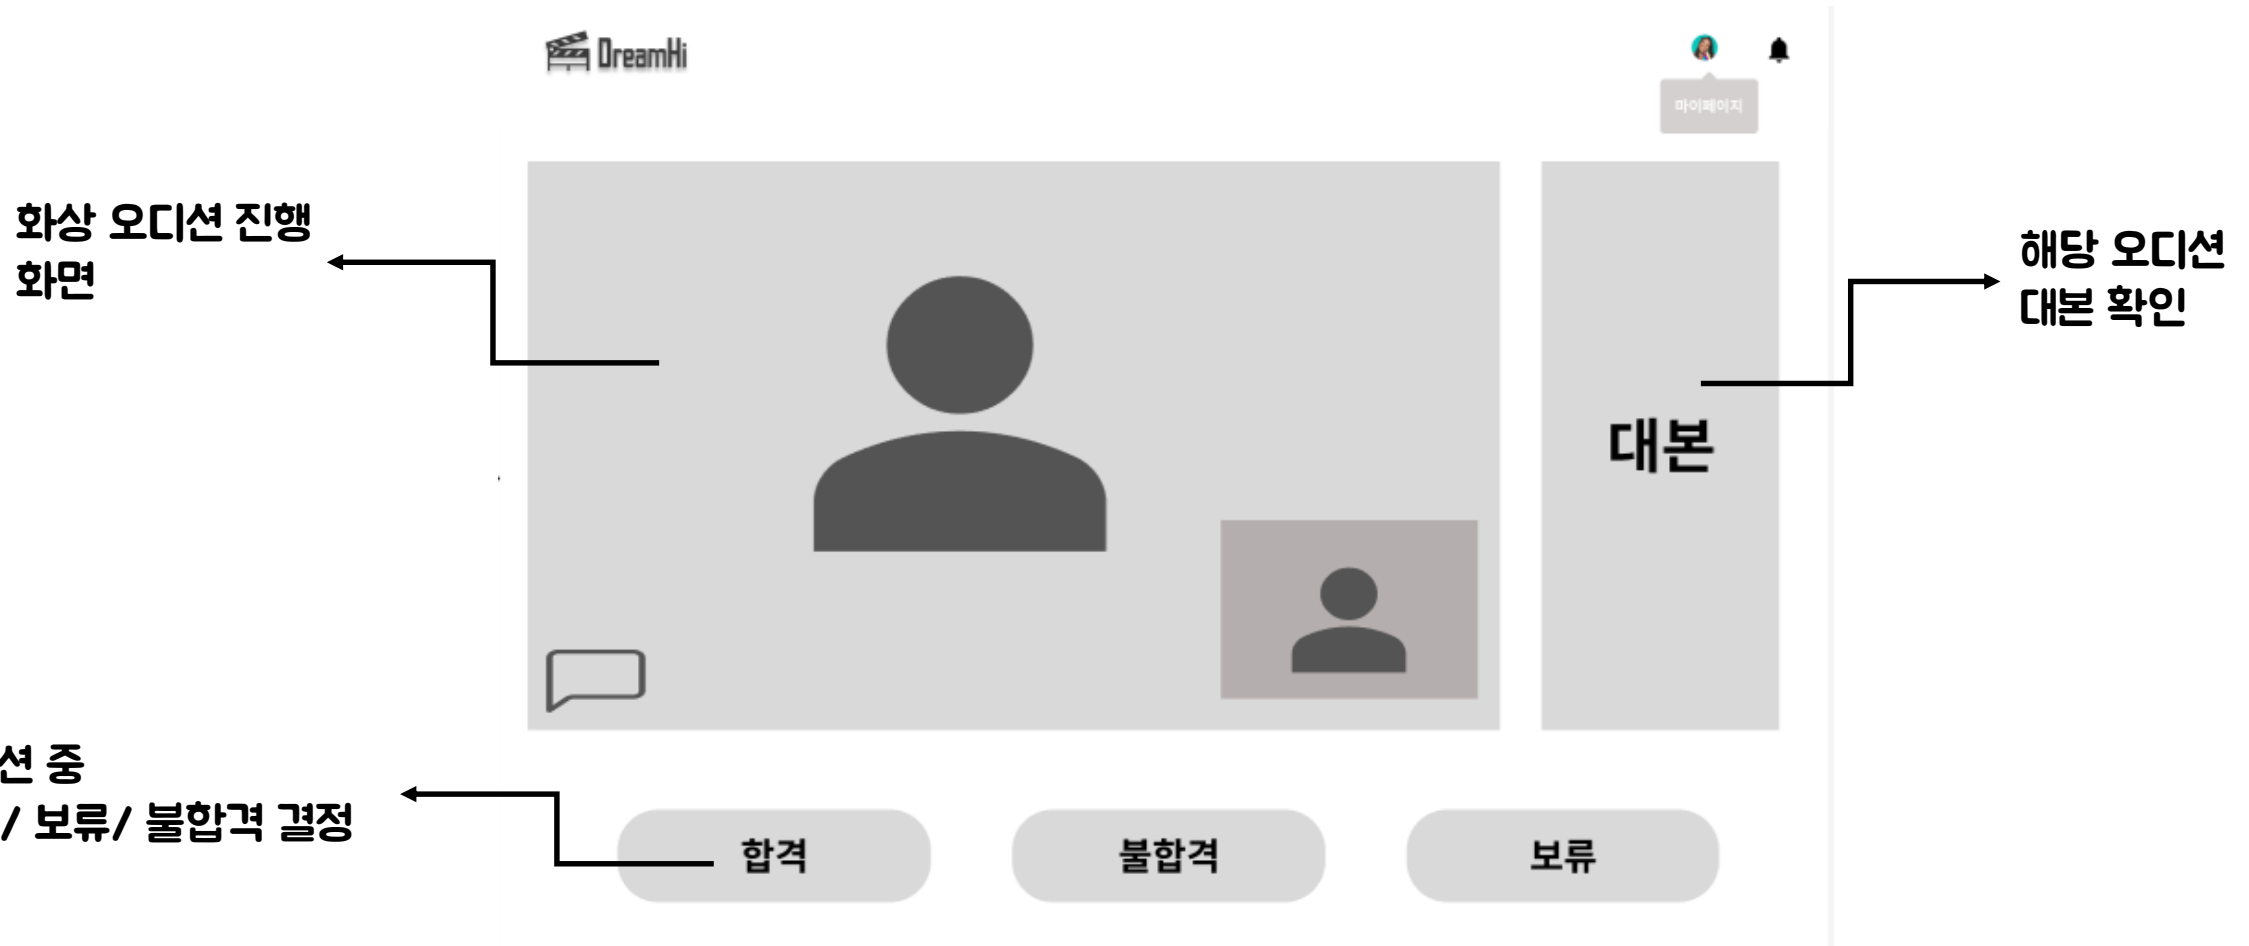 DreamHi
마이페이지
화상 오디션 진행
화면
해당 오디션
대본 확인
대본
션 중
/ 보류/ 불합격 결정
합격
불합격
보류